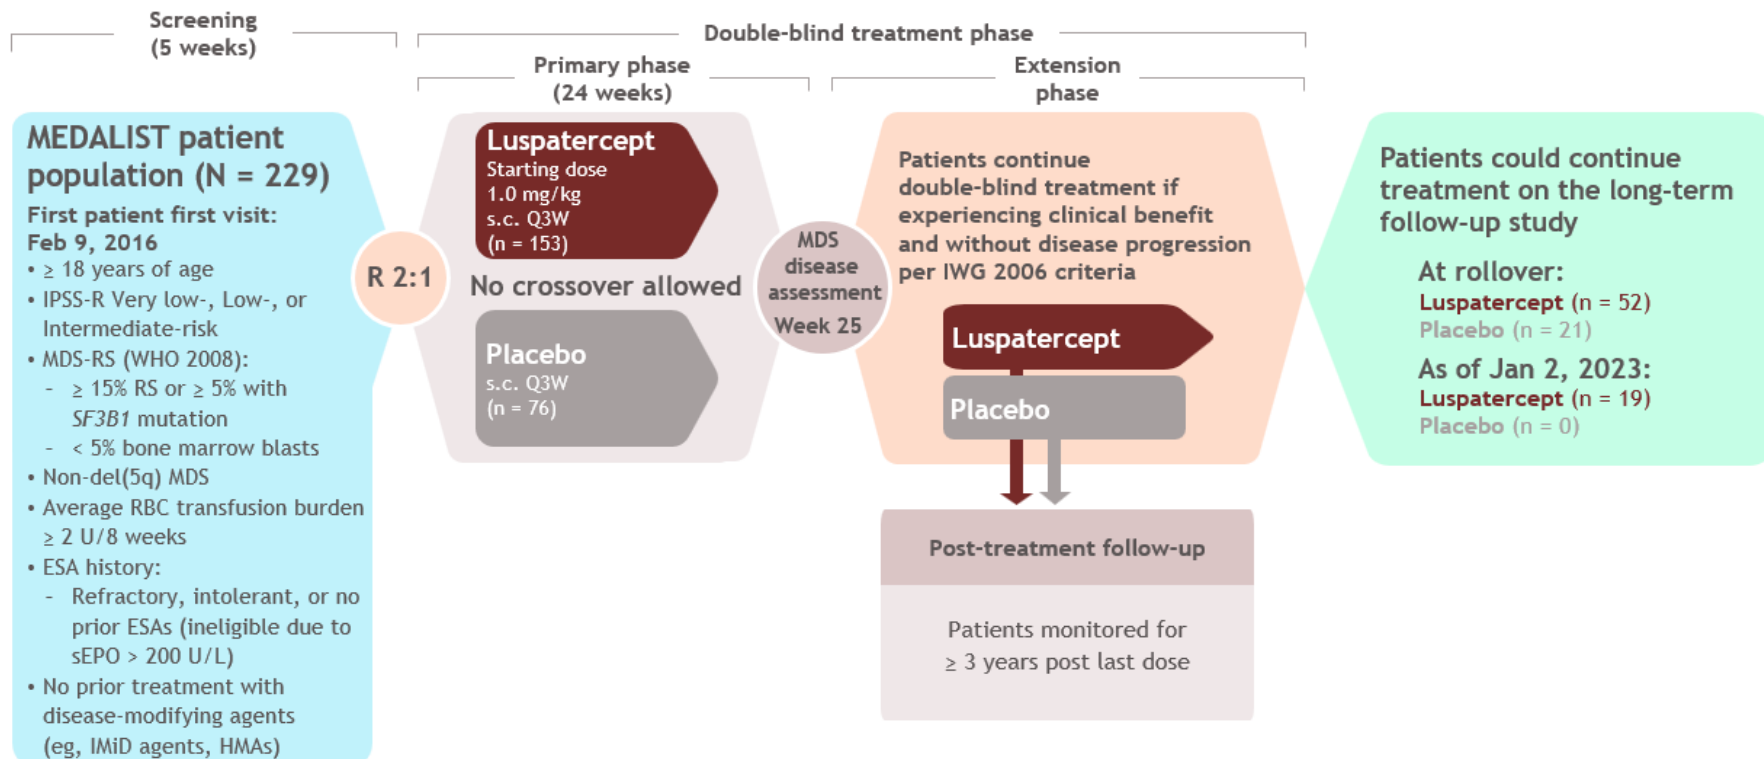 Screening
(5 weeks)
Double-blind treatment phase
Primary phase
(24 weeks)
Extension
phase
MEDALIST patient
population (N = 229)
First patient first visit:
Feb 9, 2016
• ≥ 18 years of age
• IPSS-R Very low-, Low-, or
Intermediate-risk
• MDS-RS (WHO 2008):
- ≥ 15% RS or ≥ 5% with
SF3B1 mutation
- < 5% bone marrow blasts
• Non-del(5q) MDS
• Average RBC transfusion burden
≥ 2 U/8 weeks
• ESA history:
- Refractory, intolerant, or no
prior ESAs (ineligible due to
sEPO > 200 U/L)
• No prior treatment with
disease-modifying agents
(eg, IMiD agents, HMAs)
R 2:1
Luspatercept
Starting dose
1.0 mg/kg
s.c. Q3W
(n = 153)
No crossover allowed
Placebo
s.c. Q3W
(n = 76)
MDS
disease
assessment
Week 25
Patients continue
double-blind treatment if
experiencing clinical benefit
and without disease progression
per IWG 2006 criteria
Luspatercept
Placebo
Post-treatment follow-up
Patients monitored for
≥ 3 years post last dose
Patients could continue
treatment on the long-term
follow-up study
At rollover:
Luspatercept (n = 52)
Placebo (n = 21)
As of Jan 2, 2023:
Luspatercept (n = 19)
Placebo (n = 0)